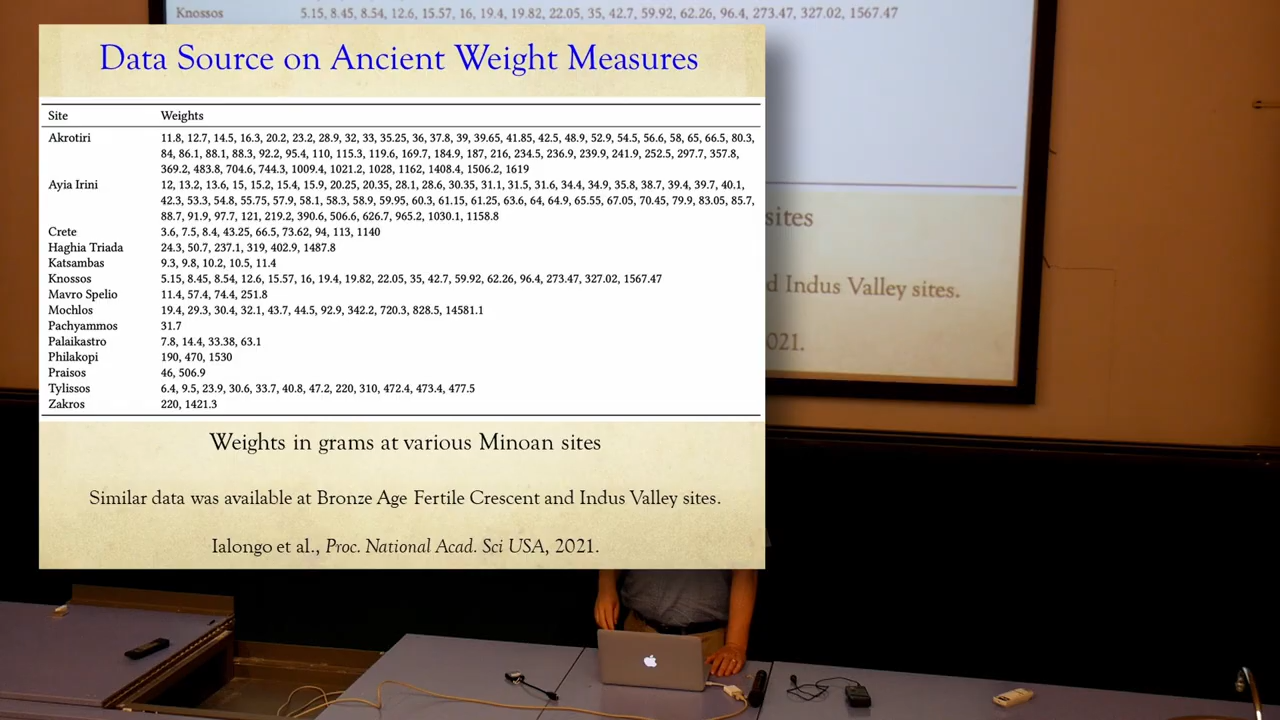 Knossos 5.15, 8.45, 8.54, 12.6, 15.57, 16, 19.4, 19.82, 22.05, 35, 42.7, 59.92, 62.26, 96.4, 273.47, 327.02, 1567.47
Data Source on Ancient Weight Measures
Site Weights
Akrotiri 11.8, 12.7, 14.5, 16.3, 20.2, 23.2, 28.9, 32, 33, 35.25, 36, 37.8, 39, 39.65, 41.85, 42.5, 48.9, 52.9, 54.5, 56.6, 58, 65, 66.5, 80.3,
84, 86.1, 88.1, 88.3, 92.2, 95.4, 110, 115.3, 119.6, 169.7, 184.9, 187, 216, 234.5, 236.9, 239.9, 241.9, 252.5, 297.7, 357.8,
369.2, 483.8, 704.6, 744.3, 1009.4, 1021.2, 1028, 1162, 1408.4, 1506.2, 1619
Ayia Irini 12, 13.2, 13.6, 15, 15.2, 15.4, 15.9, 20.25, 20.35, 28.1, 28.6, 30.35, 31.1, 31.5, 31.6, 34.4, 34.9, 35.8, 38.7, 39.4, 39.7, 40.1,
42.3, 53.3, 54.8, 55.75, 57.9, 58.1, 58.3, 58.9, 59.95, 60.3, 61.15, 61.25, 63.6, 64, 64.9, 65.55, 67.05, 70.45, 79.9, 83.05, 85.7,
88.7, 91.9, 97.7, 121, 219.2, 390.6, 506.6, 626.7, 965.2, 1030.1, 1158.8
Crete 3.6, 7.5, 8.4, 43.25, 66.5, 73.62, 94, 113, 1140
Haghia Triada 24.3, 50.7, 237.1, 319, 402.9, 1487.8
Katsambas 9.3, 9.8, 10.2, 10.5, 11.4
Knossos 5.15, 8.45, 8.54, 12.6, 15.57, 16, 19.4, 19.82, 22.05, 35, 42.7, 59.92, 62.26, 96.4, 273.47, 327.02, 1567.47
Mavro Spelio 11.4, 57.4, 74.4, 251.8
Mochlos 19.4, 29.3, 30.4, 32.1, 43.7, 44.5, 92.9, 342.2, 720.3, 828.5, 14581.1
Pachyammos 31.7
Palaikastro 7.8, 14.4, 33.38, 63.1
Philakopi 190, 470, 1530
Praisos 46, 506.9
Tylissos 6.4, 9.5, 23.9, 30.6, 33.7, 40.8, 47.2, 220, 310, 472.4, 473.4, 477.5
Zakros 220, 1421.3
Weights in grams at various Minoan sites
Similar data was available at Bronze Age Fertile Crescent and Indus Valley sites.
Ialongo et al., Proc. National Acad. Sci USA, 2021.
sites
d Indus Valley sites.
021.